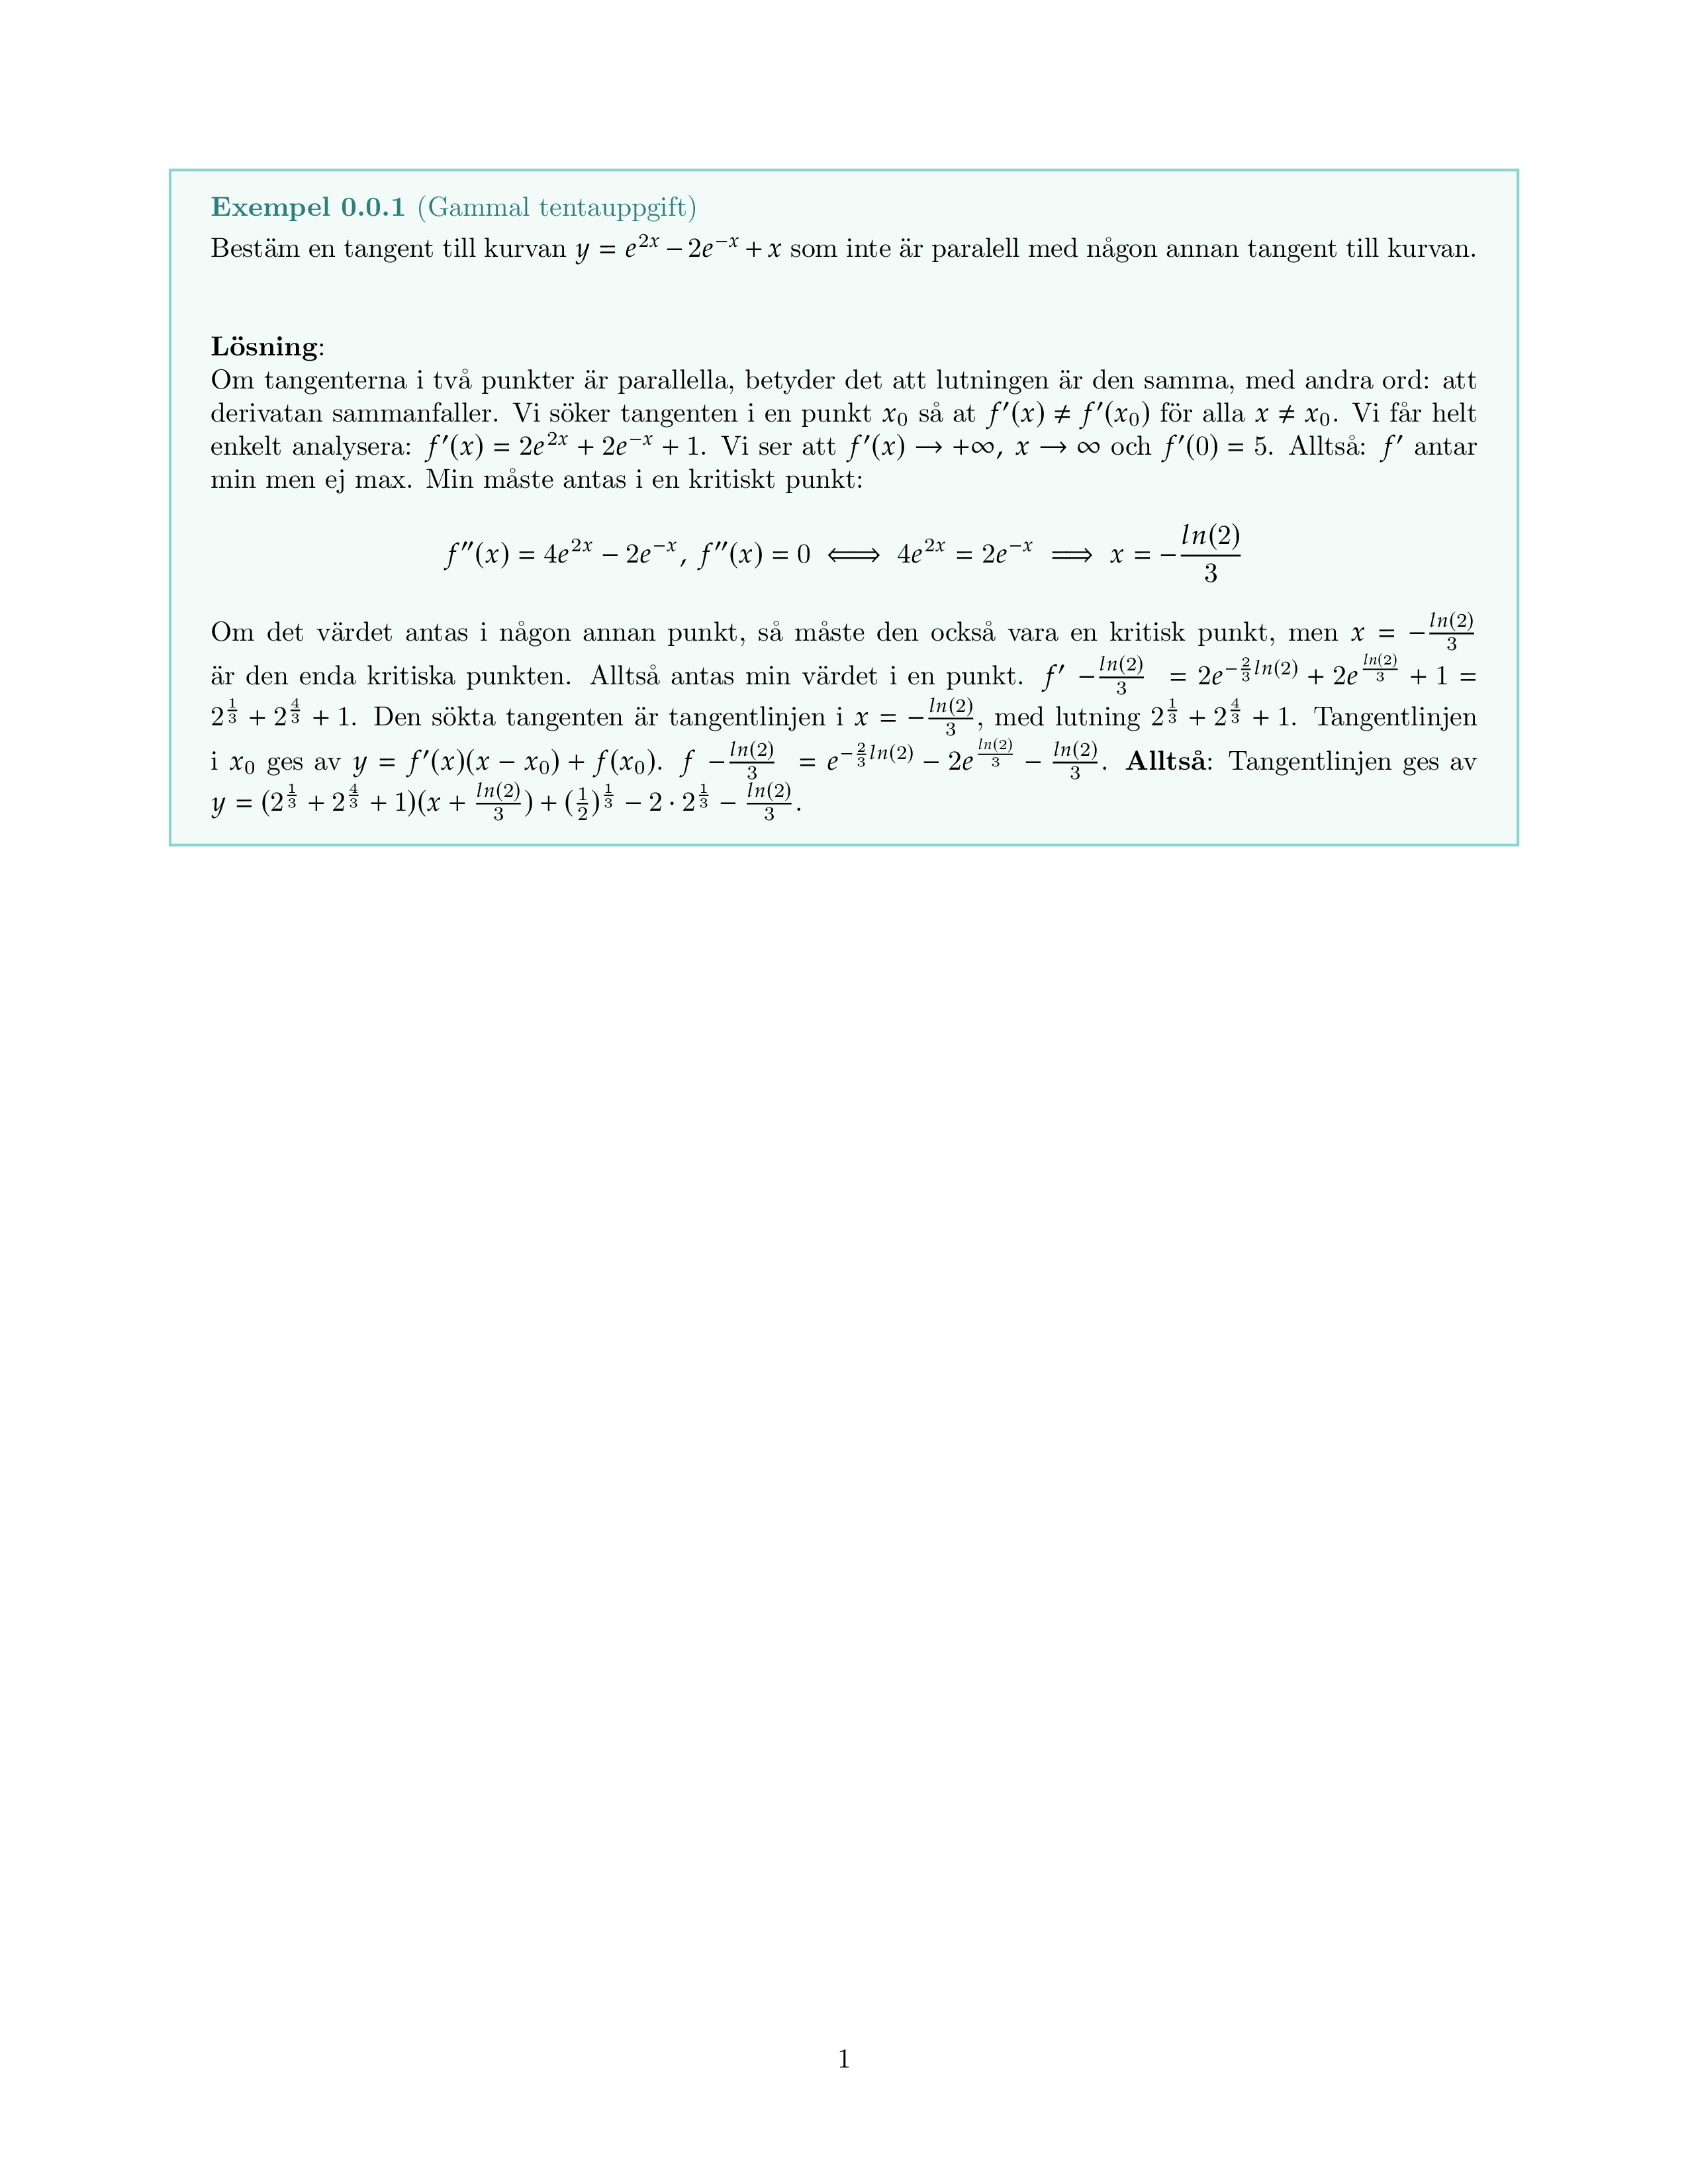 Exempel 0.0.1 (Gammal tentauppgift)
Bestäm en tangent till kurvan $y = e^{2x} - 2e^{-x} + x$ som inte är paralell med någon annan tangent till kurvan.
Lösning:
Om tangenterna i två punkter är parallella, betyder det att lutningen är den samma, med andra ord: att
derivatan sammanfaller. Vi söker tangenten i en punkt $x_0$ så at $f'(x) \neq f'(x_0)$ för alla $x \neq x_0$. Vi får helt
enkelt analysera: $f'(x) = 2e^{2x} + 2e^{-x} + 1$. Vi ser att $f'(x) \to +\infty, x \to \infty$ och $f'(0) = 5$. Alltså: $f'$ antar
min men ej max. Min måste antas i en kritiskt punkt:
$f''(x) = 4e^{2x} - 2e^{-x}, f''(x) = 0 \iff 4e^{2x} = 2e^{-x} \implies x = -\frac{ln(2)}{3}$
Om det värdet antas i någon annan punkt, så måste den också vara en kritisk punkt, men $x = -\frac{ln(2)}{3}$
är den enda kritiska punkten. Alltså antas min värdet i en punkt. $f' -\frac{ln(2)}{3} = 2e^{-\frac{2}{3}ln(2)} + 2e^{\frac{ln(2)}{3}} + 1 =$
$2^{\frac{1}{3}} + 2^{\frac{4}{3}} + 1$. Den sökta tangenten är tangentlinjen i $x = -\frac{ln(2)}{3}$, med lutning $2^{\frac{1}{3}} + 2^{\frac{4}{3}} + 1$. Tangentlinjen
i $x_0$ ges av $y = f'(x)(x - x_0) + f(x_0)$. $f -\frac{ln(2)}{3} = e^{-\frac{2}{3}ln(2)} - 2e^{\frac{ln(2)}{3}} - \frac{ln(2)}{3}$. Alltså: Tangentlinjen ges av
$y = (2^{\frac{1}{3}} + 2^{\frac{4}{3}} + 1)(x + \frac{ln(2)}{3}) + (\frac{1}{2})^{\frac{1}{3}} - 2 \cdot 2^{\frac{1}{3}} - \frac{ln(2)}{3}$.
1